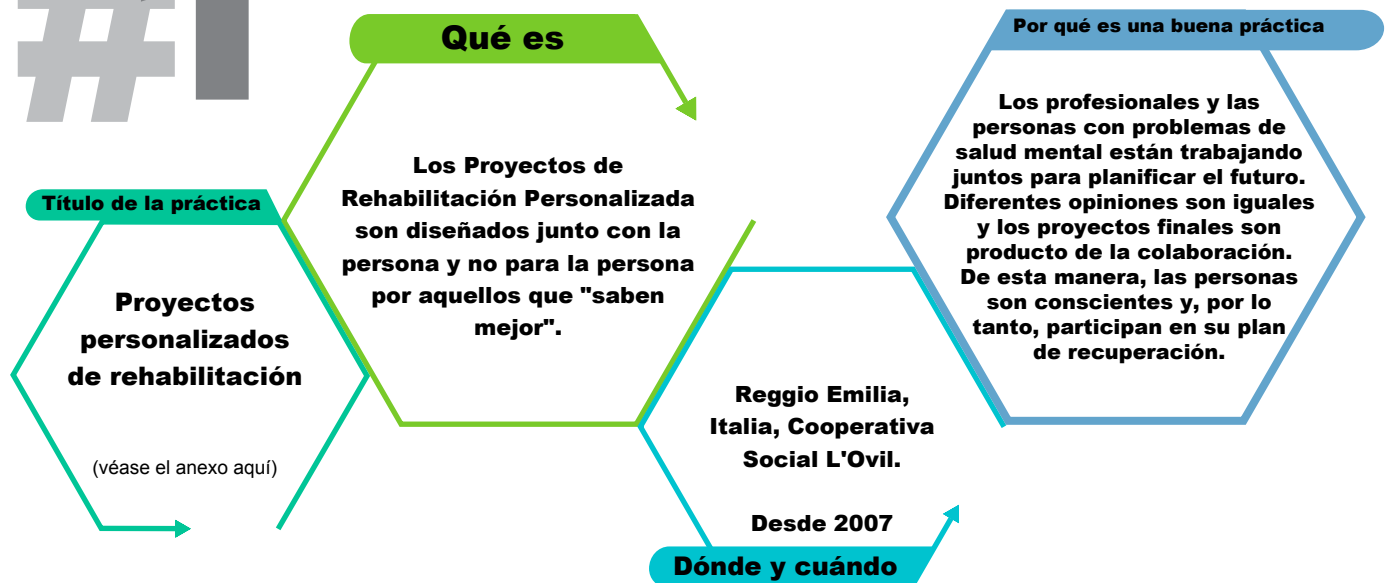 #1
Título de la práctica
Proyectos
personalizados
de rehabilitación
(véase el anexo aquí)
Qué es
Los Proyectos de
Rehabilitación Personalizada
son diseñados junto con la
persona y no para la persona
por aquellos que "saben
mejor".
Reggio Emilia,
Italia, Cooperativa
Social L'Ovil.
Desde 2007
Dónde y cuándo
Por qué es una buena práctica
Los profesionales y las
personas con problemas de
salud mental están trabajando
juntos para planificar el futuro.
Diferentes opiniones son iguales
y los proyectos finales son
producto de la colaboración.
De esta manera, las personas
son conscientes y, por lo
tanto, participan en su plan
de recuperación.